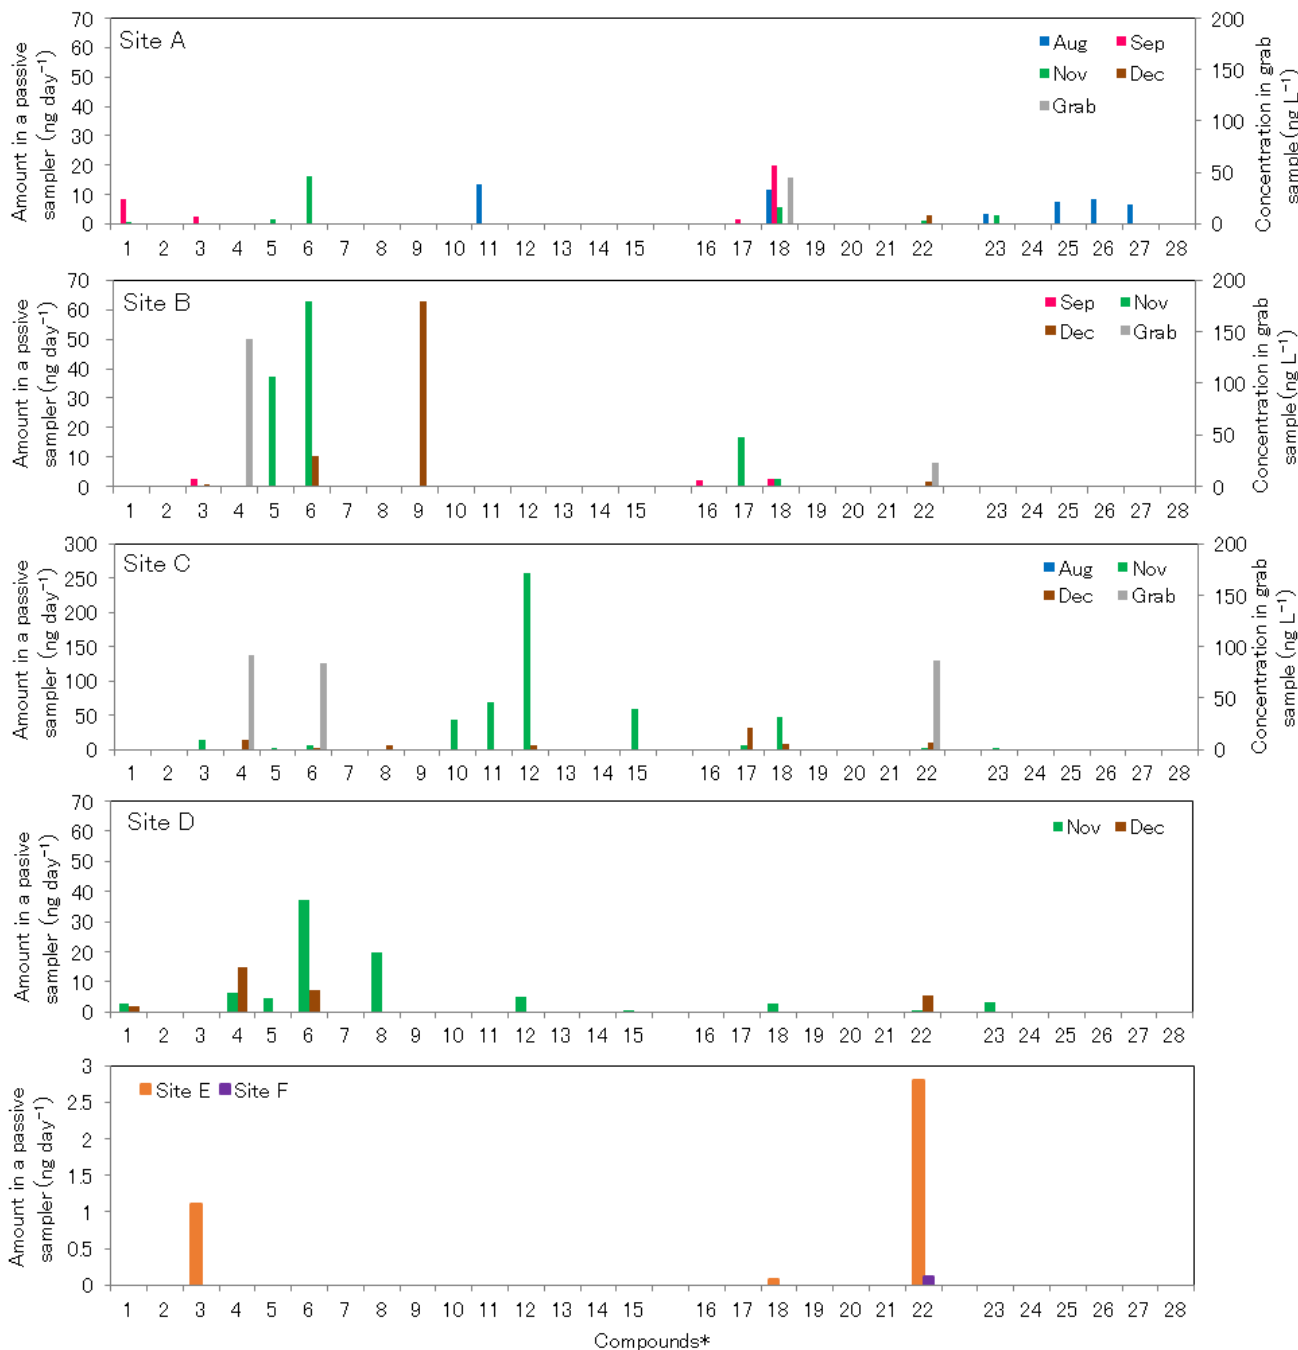 Site A
Aug Sep
Nov Dec
Grab
Amount in a passive
sampler (ng day⁻¹)
70
60
50
40
30
20
10
0
200
150
100
50
0
Concentration in grab
sample(ng L⁻¹)
1 2 3 4 5 6 7 8 9 10 11 12 13 14 15 16 17 18 19 20 21 22 23 24 25 26 27 28
Site B
Sep Nov
Dec Grab
Amount in a pssive
sampler (ng day⁻¹)
70
60
50
40
30
20
10
0
200
150
100
50
0
Concentration in grab
sample(ng L⁻¹)
1 2 3 4 5 6 7 8 9 10 11 12 13 14 15 16 17 18 19 20 21 22 23 24 25 26 27 28
Site C
Aug Nov
Dec Grab
Amount in a passive
sampler (ng day⁻¹)
300
250
200
150
100
50
0
200
150
100
50
0
Concentration in grab
sample (ng L⁻¹)
1 2 3 4 5 6 7 8 9 10 11 12 13 14 15 16 17 18 19 20 21 22 23 24 25 26 27 28
Site D
Nov Dec
Amount in a pasive
sampler (ng day⁻¹)
70
60
50
40
30
20
10
0
1 2 3 4 5 6 7 8 9 10 11 12 13 14 15 16 17 18 19 20 21 22 23 24 25 26 27 28
Site E Site F
Amount in a passive
sampler (ng day⁻¹)
3
2.5
2
1.5
1
0.5
0
1 2 3 4 5 6 7 8 9 10 11 12 13 14 15 16 17 18 19 20 21 22 23 24 25 26 27 28
Compounds*